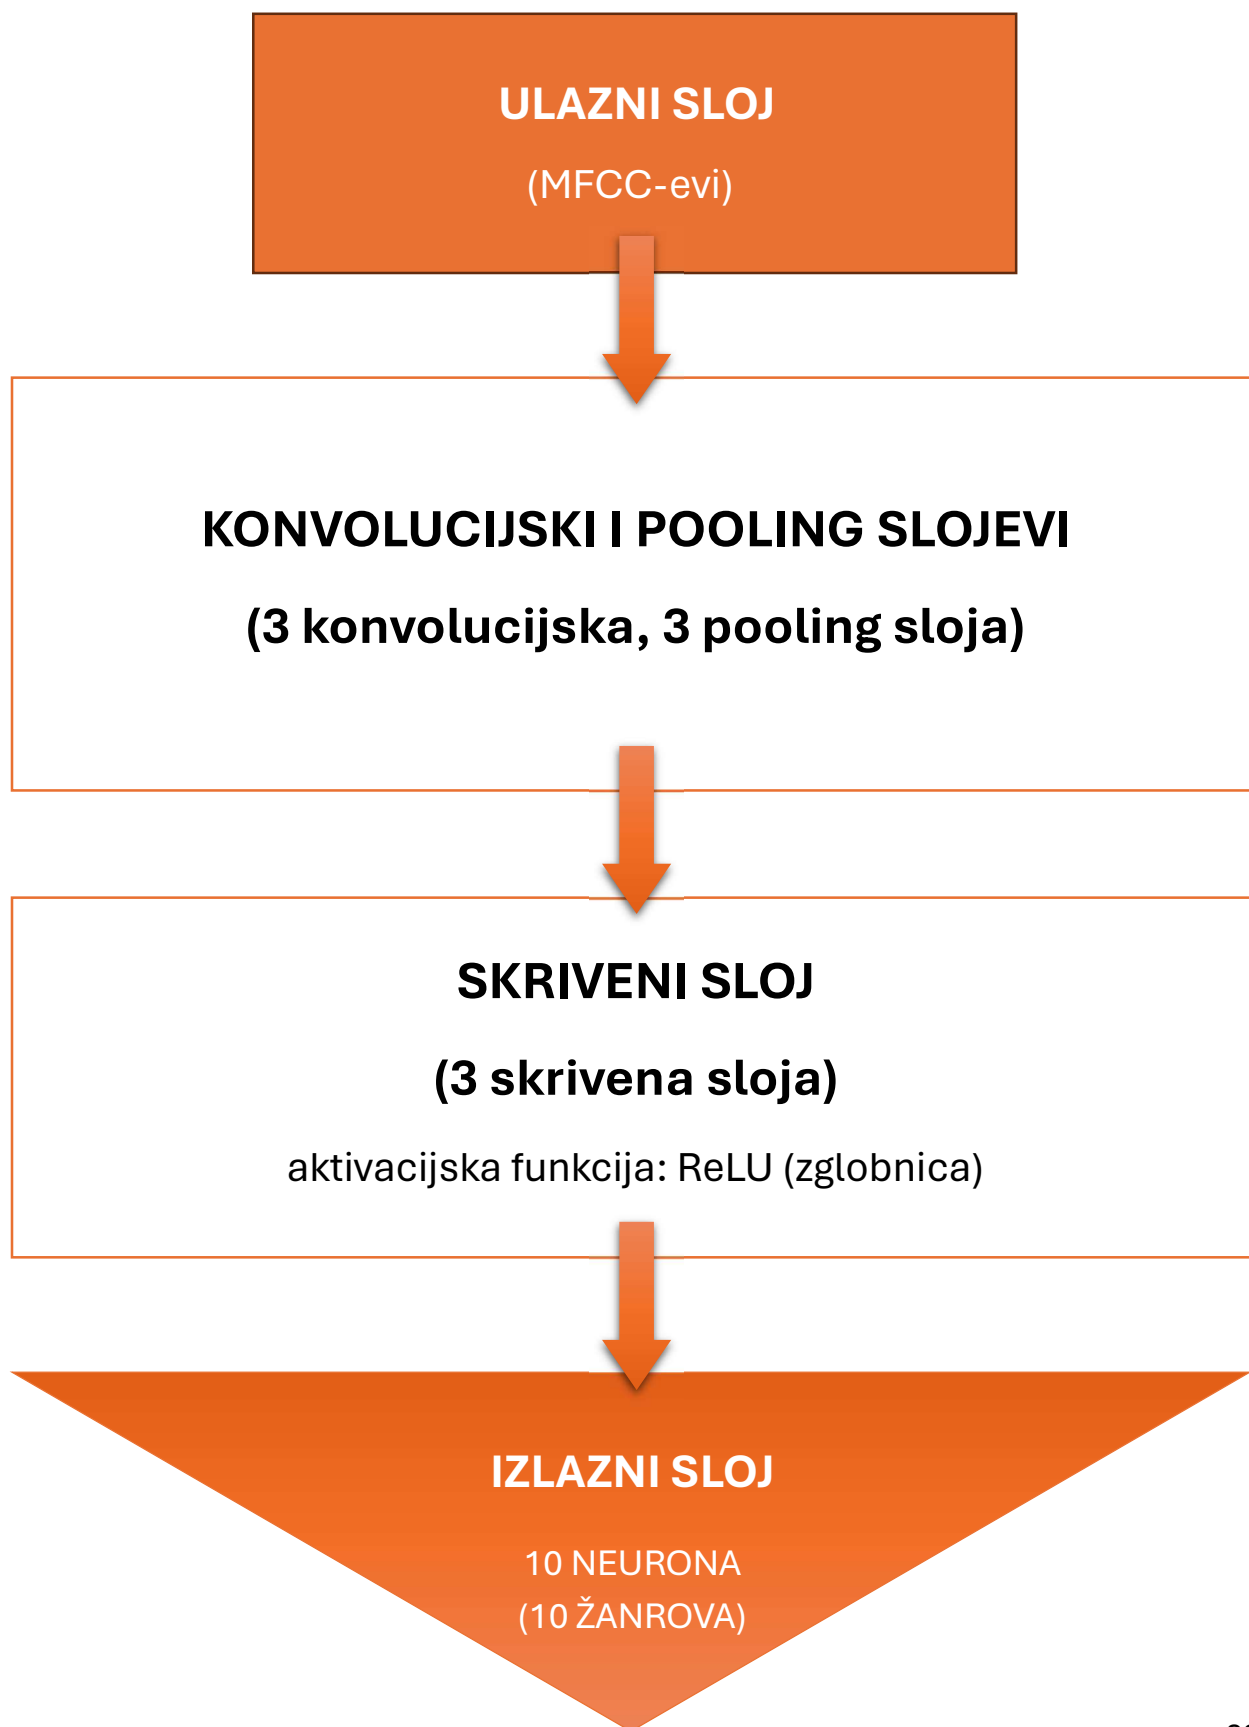 ULAZNI SLOJ
(MFCC-evi)
KONVOLUCIJSKI I POOLING SLOJEVI
(3 konvolucijska, 3 pooling sloja)
SKRIVENI SLOJ
(3 skrivena sloja)
aktivacijska funkcija: ReLU (zglobnica)
IZLAZNI SLOJ
10 NEURONA
(10 ŽANROVA)